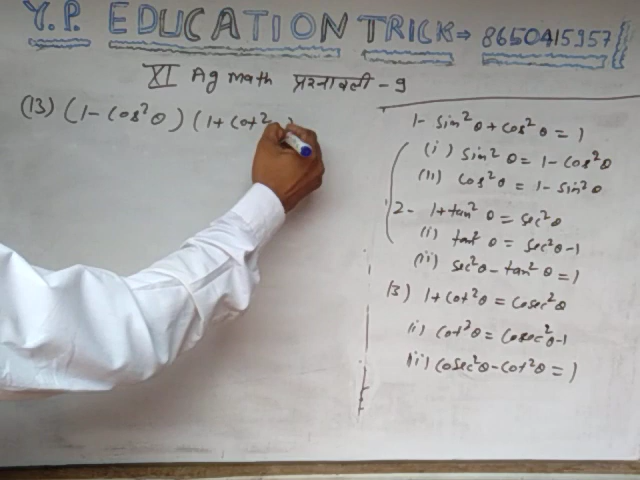 Y.P. EDUCATION TRICK → 8650415957
XI Ag math प्रश्नावली - 9
(13) (1 - cos²θ) (1 + cot²
1- sin²θ + cos²θ = 1
(i) sin²θ = 1 - cos²θ
(ii) cos²θ = 1 - sin²θ
2- 1 + tan²θ = sec²θ
(i) tan²θ = sec²θ - 1
(ii) sec²θ - tan²θ = 1
(3) 1 + cot²θ = cosec²θ
(i) cot²θ = cosec²θ - 1
(ii) cosec²θ - cot²θ = 1